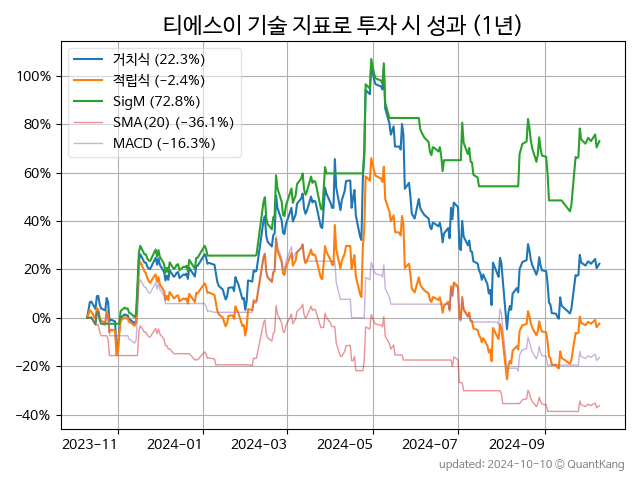 티에스이 기술 지표로 투자 시 성과 (1년)
거치식 (22.3%)
적립식 (−2.4%)
SigM (72.8%)
SMA(20) (−36.1%)
MACD (−16.3%)
100%
80%
60%
40%
20%
0%
−20%
−40%
2023-11 2024-01 2024-03 2024-05 2024-07 2024-09
updated: 2024-10-10 © QuantKang